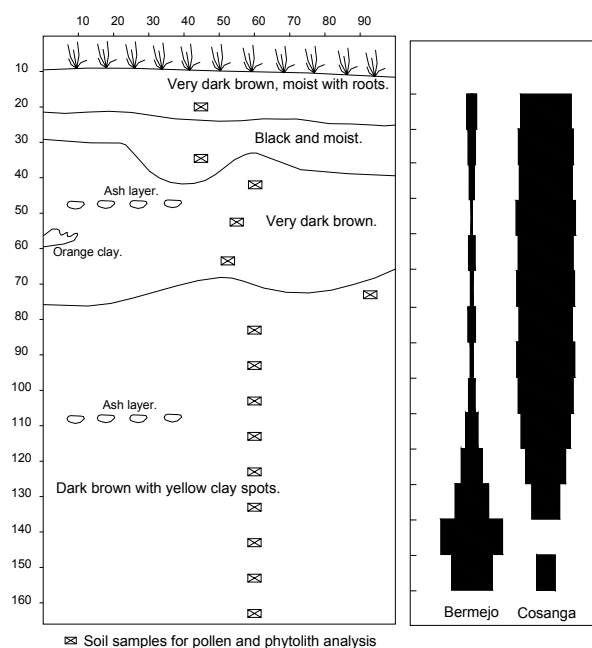 10 20 30 40 50 60 70 80 90
10
Very dark brown, moist with roots.
20
Black and moist.
30
40
Ash layer.
50
Very dark brown.
Orange clay.
60
70
80
90
100
Ash layer.
110
120
Dark brown with yellow clay spots.
130
140
150
160
Bermejo Cosanga
Soil samples for pollen and phytolith analysis